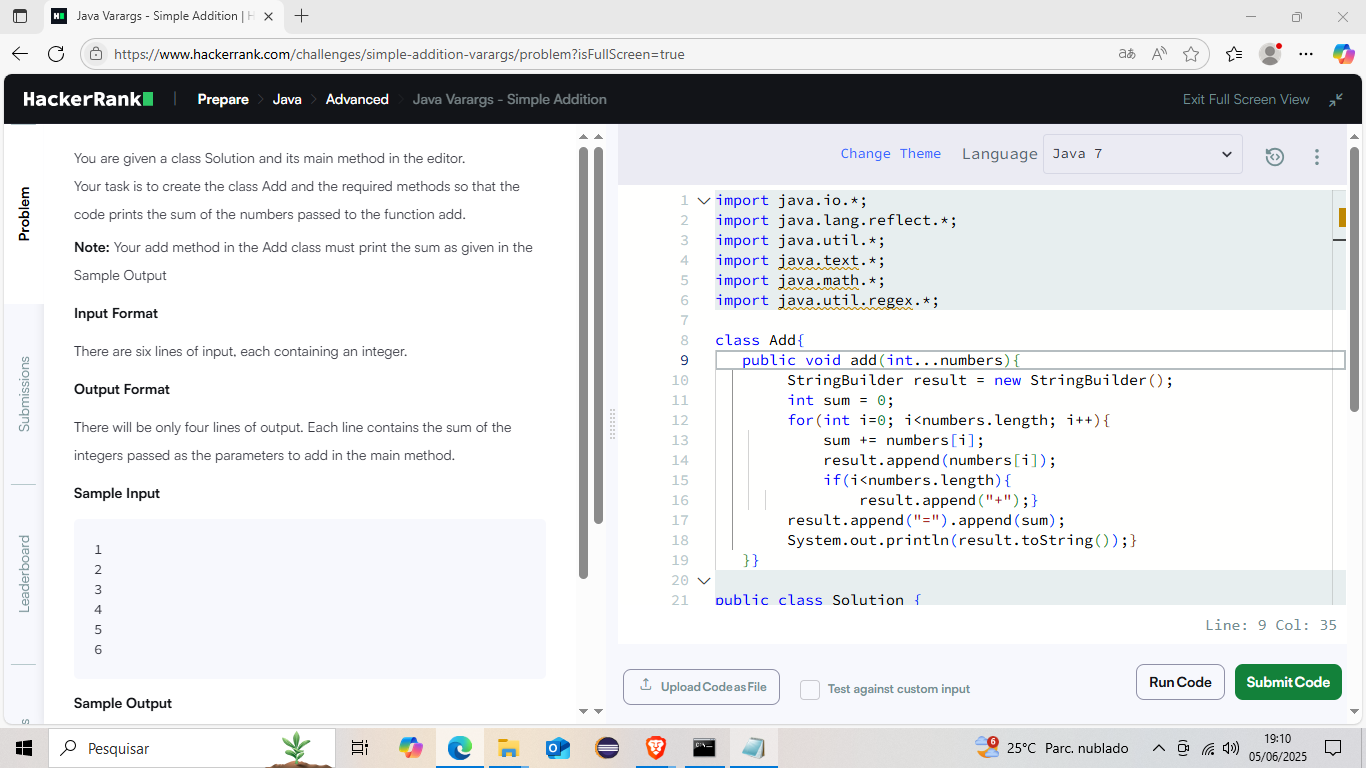 Java Varargs - Simple Addition | H
https://www.hackerrank.com/challenges/simple-addition-varargs/problem?isFullScreen=true
HackerRank
Prepare
Java
Advanced
Java Varargs - Simple Addition
Exit Full Screen View
Problem
Submissions
Leaderboard
You are given a class Solution and its main method in the editor.
Your task is to create the class Add and the required methods so that the
code prints the sum of the numbers passed to the function add.
Note: Your add method in the Add class must print the sum as given in the
Sample Output
Input Format
There are six lines of input, each containing an integer.
Output Format
There will be only four lines of output. Each line contains the sum of the
integers passed as the parameters to add in the main method.
Sample Input
1
2
3
4
5
6
Sample Output
Change Theme Language Java 7
1 import java.io.*;
2 import java.lang.reflect.*;
3 import java.util.*;
4 import java.text.*;
5 import java.math.*;
6 import java.util.regex.*;
7
8 class Add{
9 public void add(int...numbers){
10 StringBuilder result = new StringBuilder();
11 int sum = 0;
12 for(int i=0; i<numbers.length; i++){
13 sum += numbers[i];
14 result.append(numbers[i]);
15 if(i<numbers.length){
16 result.append("+");}
17 result.append("=").append(sum);
18 System.out.println(result.toString());}
19 }}
20
21 public class Solution {
Line: 9 Col: 35
Upload Code as File
Test against custom input
Run Code
Submit Code
Pesquisar
6
25°C Parc. nublado
19:10
05/06/2025